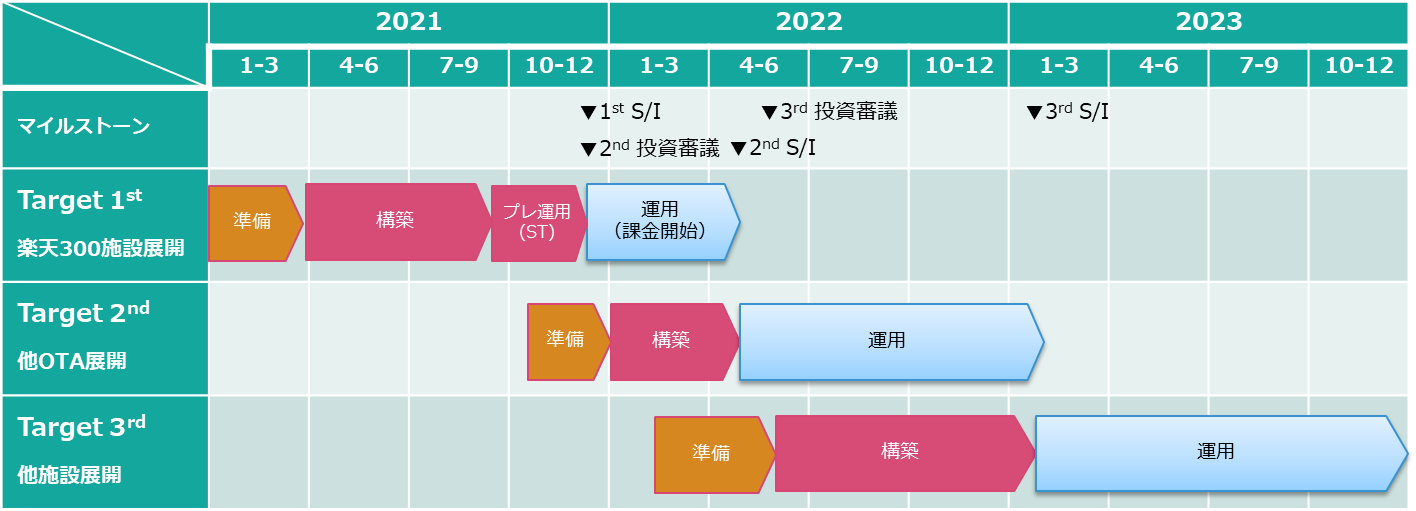 2021 2022 2023
1-3 4-6 7-9 10-12 1-3 4-6 7-9 10-12 1-3 4-6 7-9 10-12
マイルストーン
▼1st S/I ▼3rd 投資審議 ▼3rd S/I
▼2nd 投資審議 ▼2nd S/I
Target 1st
楽天300施設展開
準備
構築
プレ運用
(ST)
運用
（課金開始）
Target 2nd
他OTA展開
準備
構築
運用
Target 3rd
他施設展開
準備
構築
運用